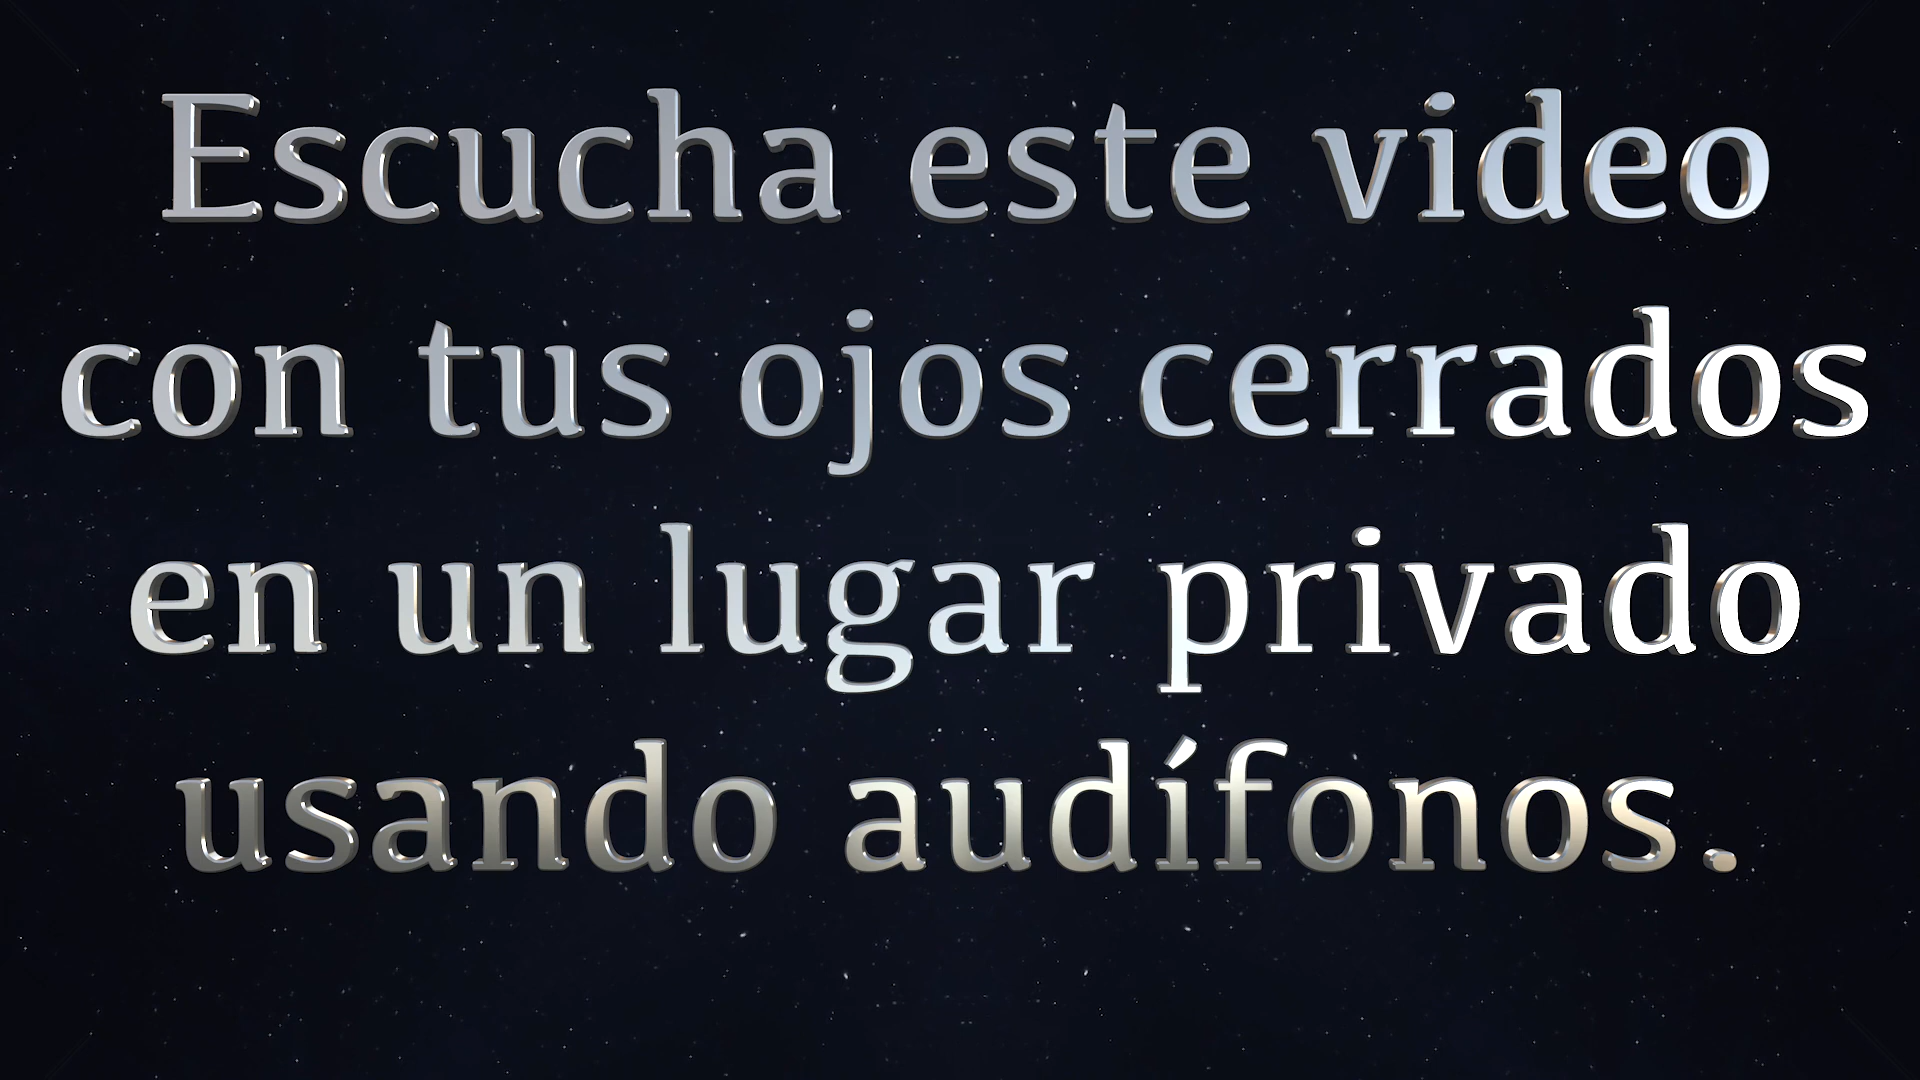 Escucha este video
con tus ojos cerrados
en un lugar privado
usando audífonos.